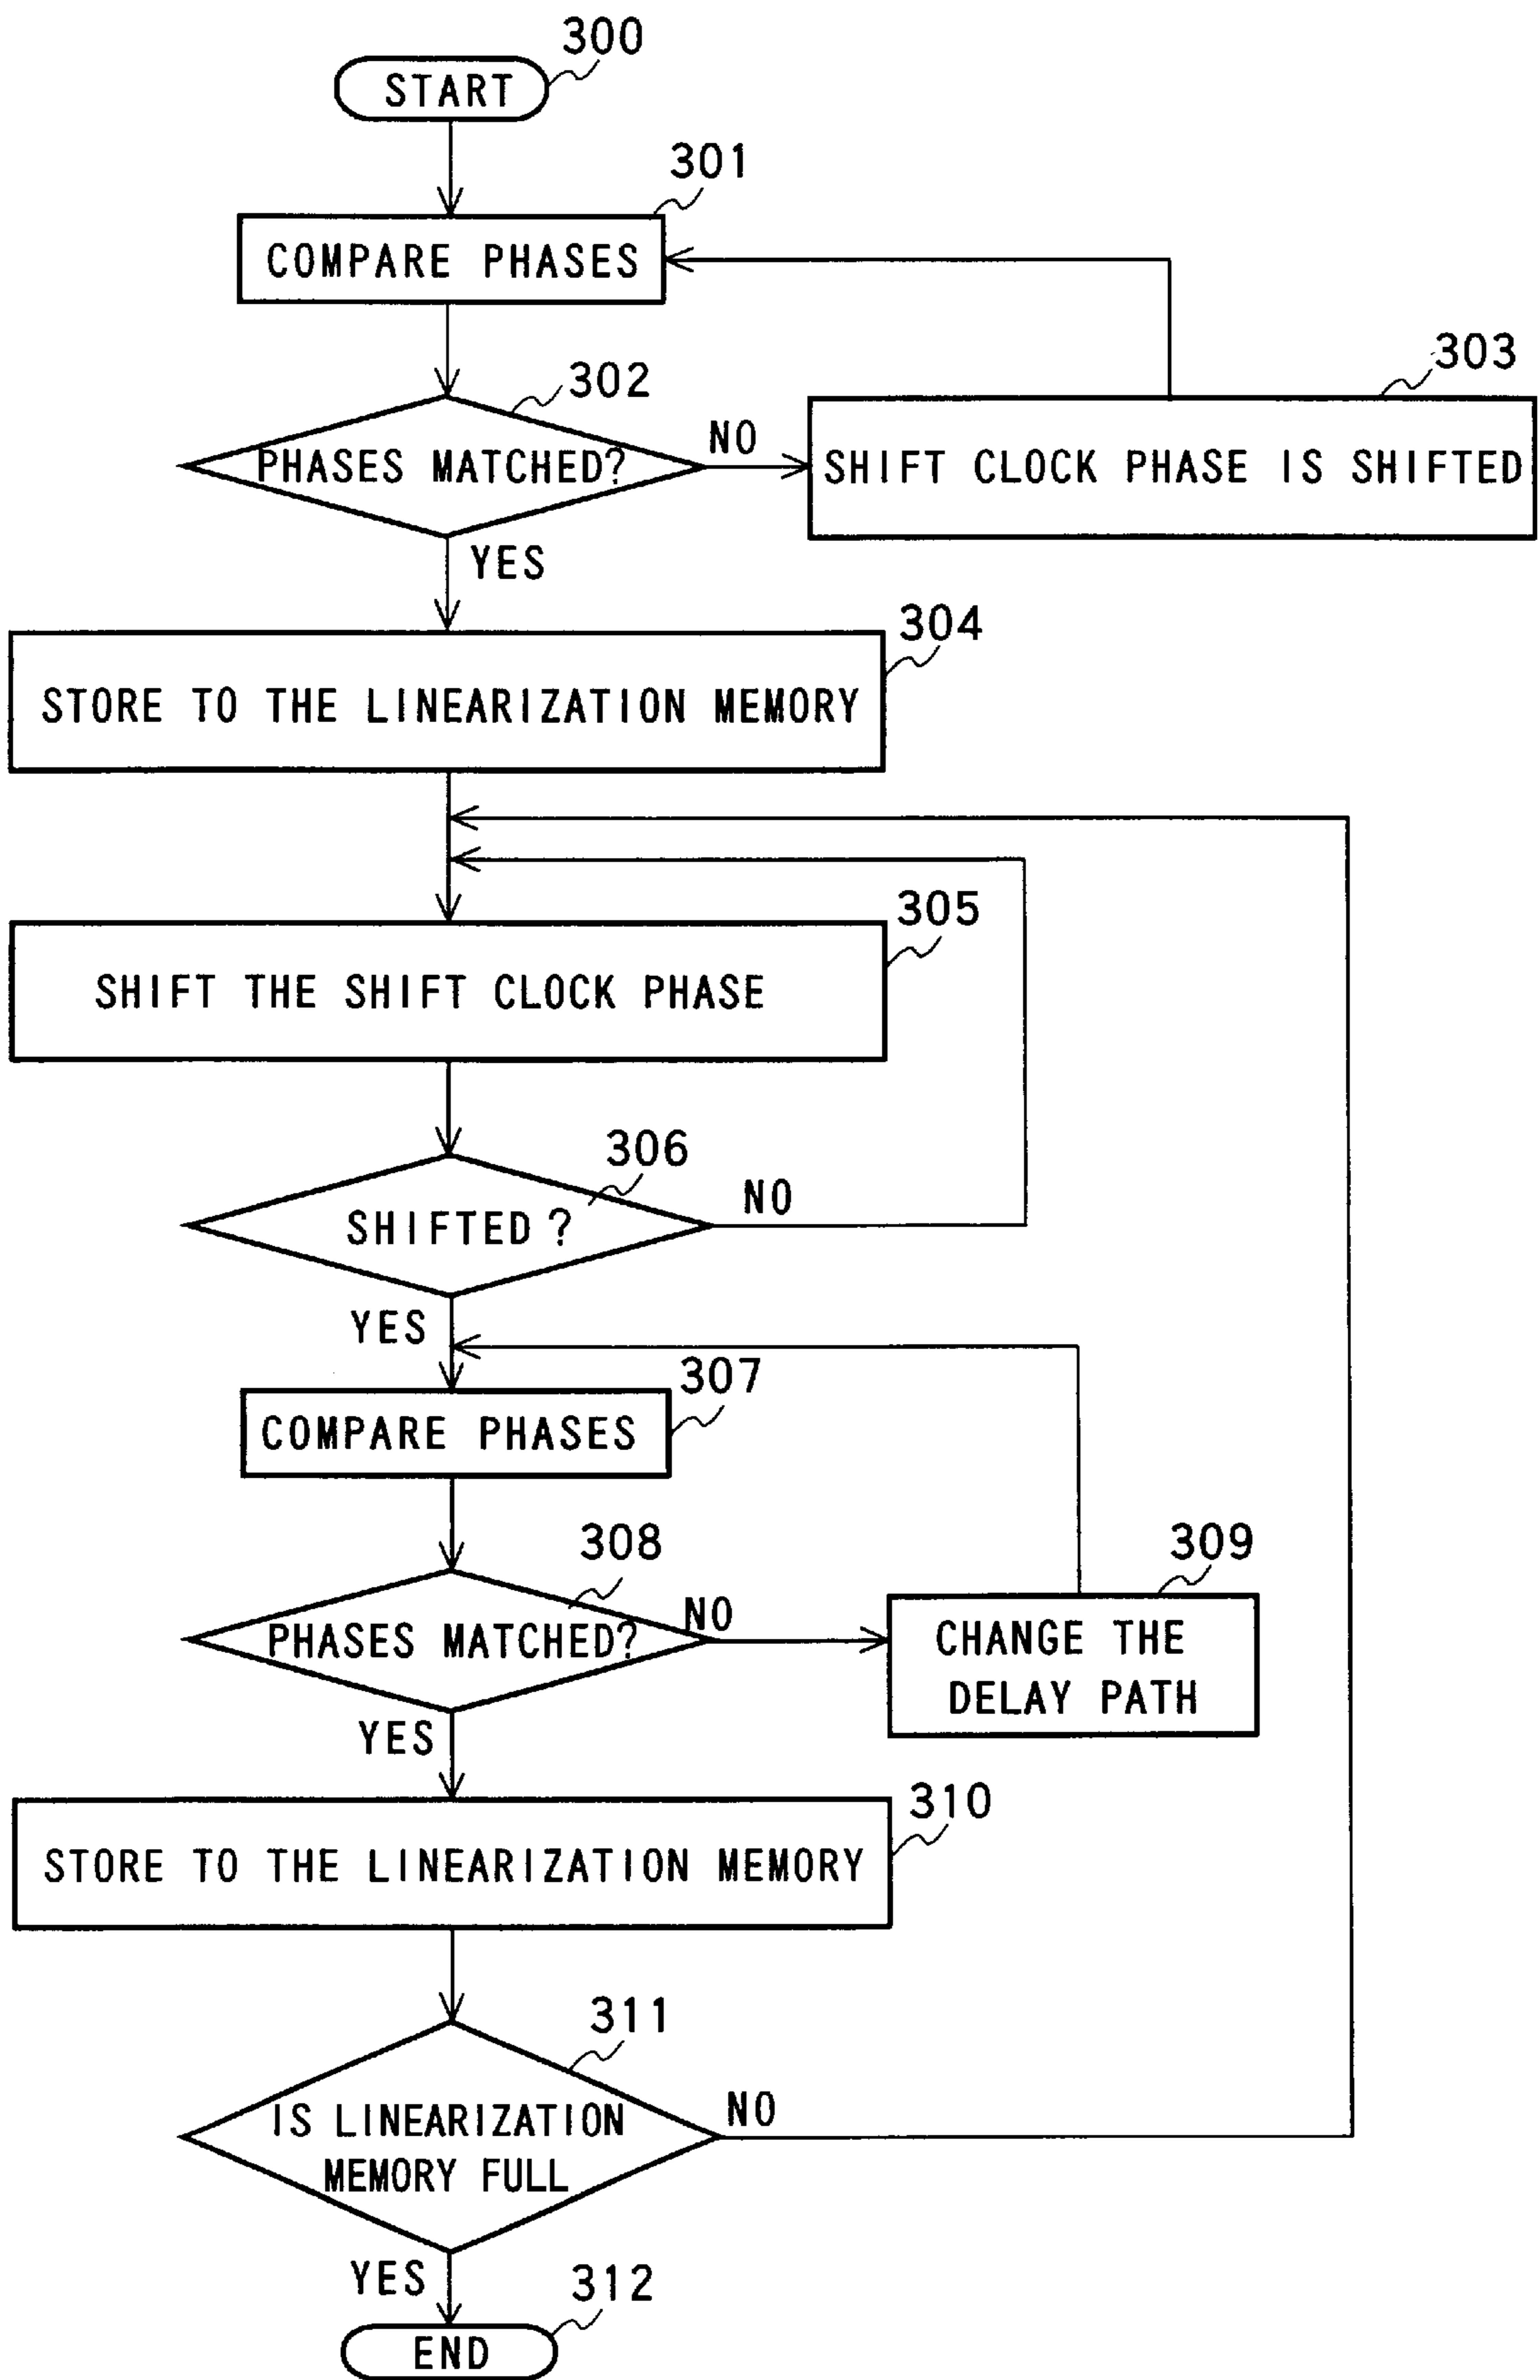 300
START
301
COMPARE PHASES
302
PHASES MATCHED?
NO
303
SHIFT CLOCK PHASE IS SHIFTED
YES
304
STORE TO THE LINEARIZATION MEMORY
305
SHIFT THE SHIFT CLOCK PHASE
306
SHIFTED ?
NO
YES
307
COMPARE PHASES
308
PHASES MATCHED?
NO
309
CHANGE THE
DELAY PATH
YES
310
STORE TO THE LINEARIZATION MEMORY
311
IS LINEARIZATION
MEMORY FULL
NO
YES
312
END